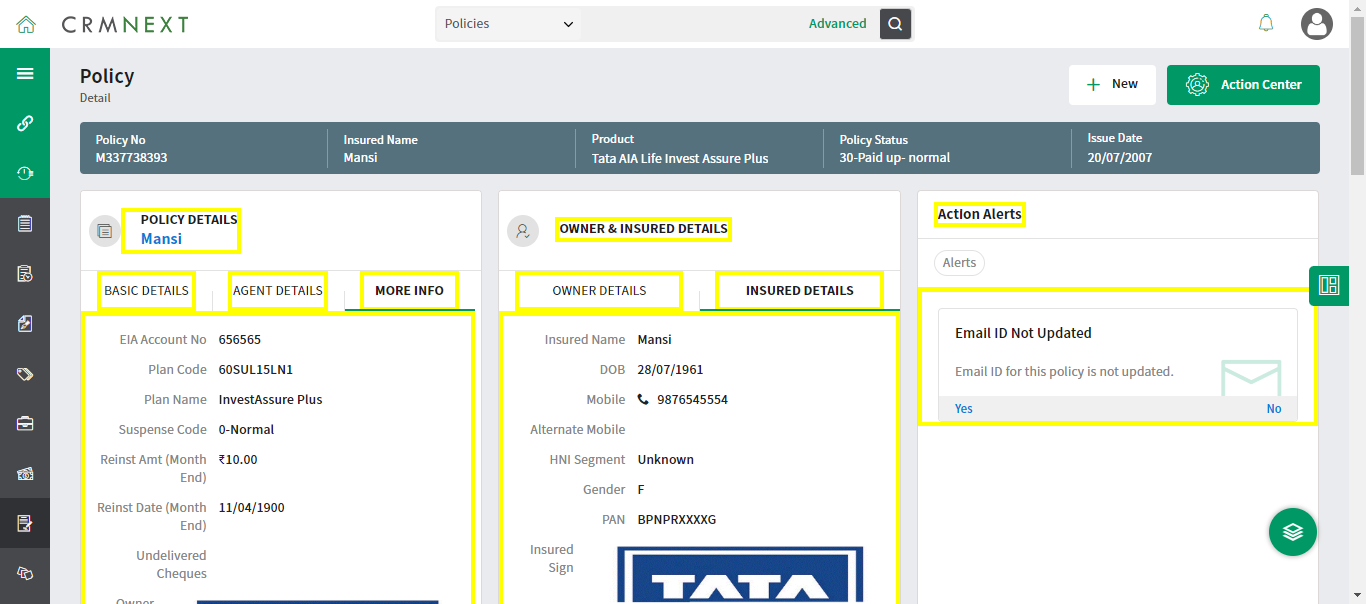 CRMNEXT
Policies
Advanced
Policy
Detail
New
Action Center
Policy No
M337738393
Insured Name
Mansi
Product
Tata AIA Life Invest Assure Plus
Policy Status
30-Paid up- normal
Issue Date
20/07/2007
POLICY DETAILS
Mansi
BASIC DETAILS
AGENT DETAILS
MORE INFO
EIA Account No 656565
Plan Code 60SUL15LN1
Plan Name InvestAssure Plus
Suspense Code 0-Normal
Reinst Amt (Month ₹10.00
End)
Reinst Date (Month 11/04/1900
End)
Undelivered
Cheques
Owner
OWNER & INSURED DETAILS
OWNER DETAILS
INSURED DETAILS
Insured Name Mansi
DOB 28/07/1961
Mobile 9876545554
Alternate Mobile
HNI Segment Unknown
Gender F
PAN BPNPRXXXXG
Insured
Sign
TATA
Action Alerts
Alerts
Email ID Not Updated
Email ID for this policy is not updated.
Yes No